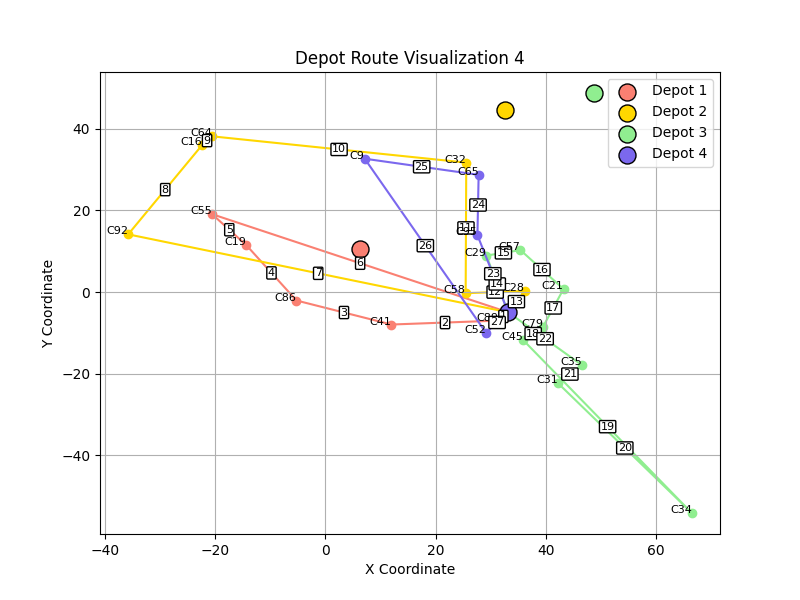 Depot Route Visualization 4
Depot 1
Depot 2
Depot 3
Depot 4
Y Coordinate
40
20
0
−20
−40
−40
−20
0
20
40
60
X Coordinate
C64
C16
9
10
C9
C32
25
C65
8
24
C55
5
C92
C19
11
26
C57
C29
15
6
16
4
7
23
14
C21
C86
C58
12
C28
13
3
17
C41
2
27
C79
C52
18
C45
22
C35
21
C31
19
20
C34